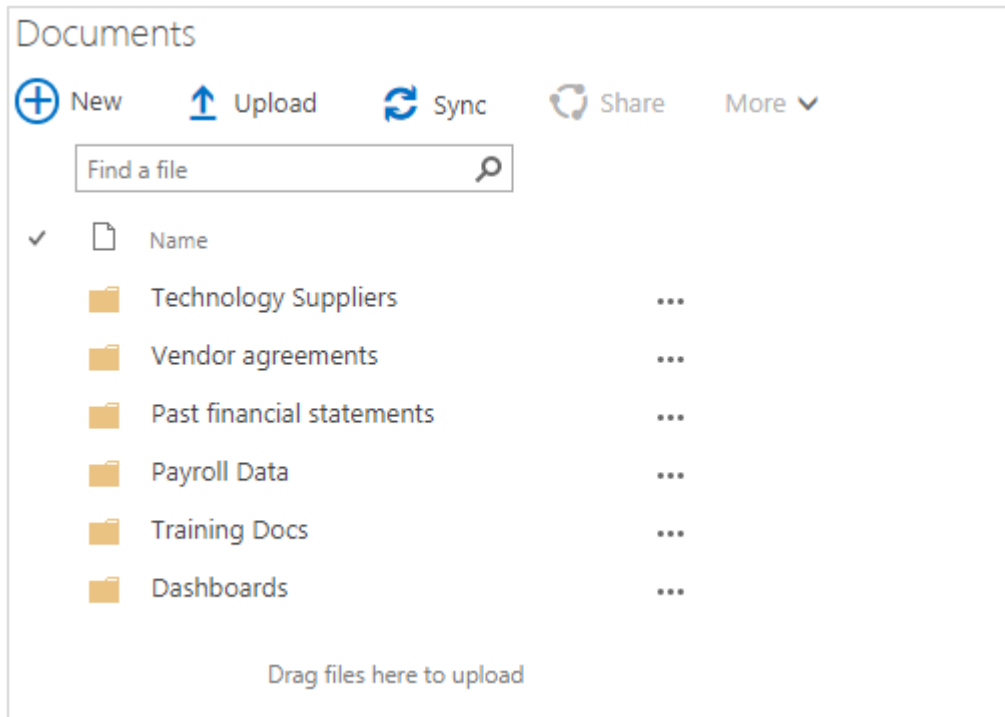 Documents
New Upload Sync Share More
Find a file
Name
Technology Suppliers
Vendor agreements
Past financial statements
Payroll Data
Training Docs
Dashboards
Drag files here to upload